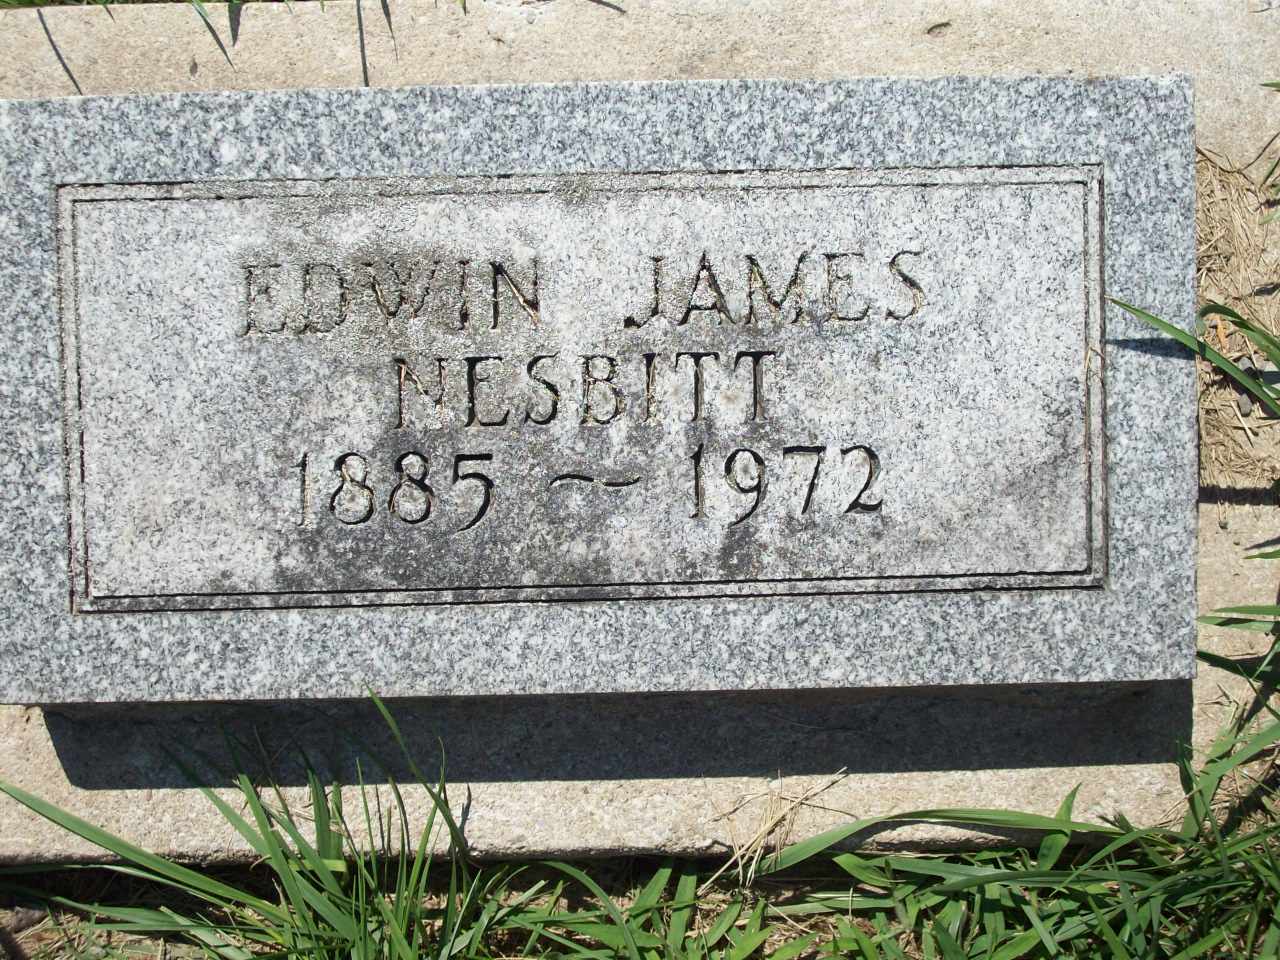 EDWIN JAMES
NESBITT
1885 ~ 1972